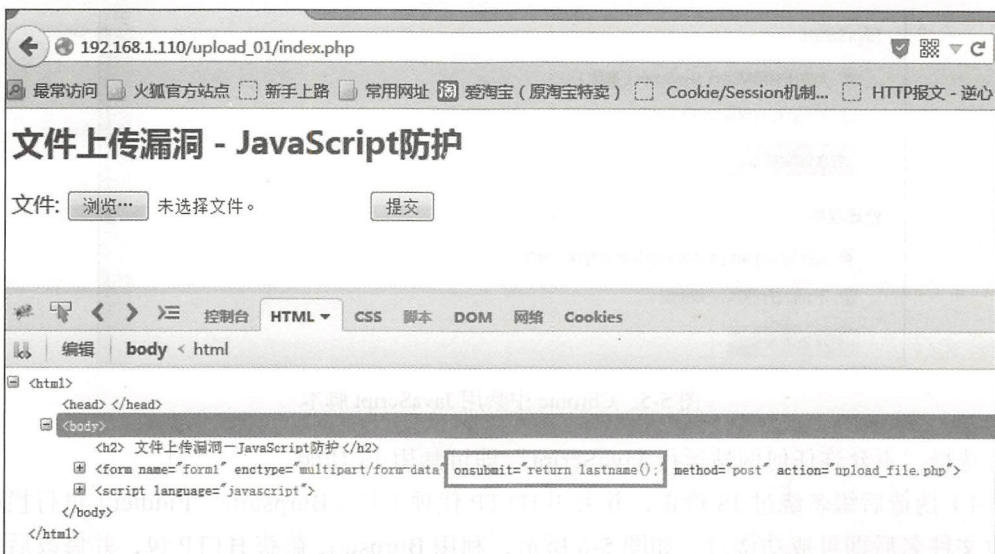 192.168.1.110/upload_01/index.php
最常访问 火狐官方站点 新手上路 常用网址 爱淘宝（原淘宝特卖） Cookie/Session机制... HTTP报文 - 逆心
文件上传漏洞 - JavaScript防护
文件: 浏览… 未选择文件。 提交
控制台 HTML CSS 脚本 DOM 网络 Cookies
编辑 body < html
<html>
<head> </head>
<body>
<h2> 文件上传漏洞—JavaScript防护</h2>
<form name="form1" enctype="multipart/form-data" onsubmit="return lastname();" method="post" action="upload_file.php">
<script language="javascript">
</body>
</html>